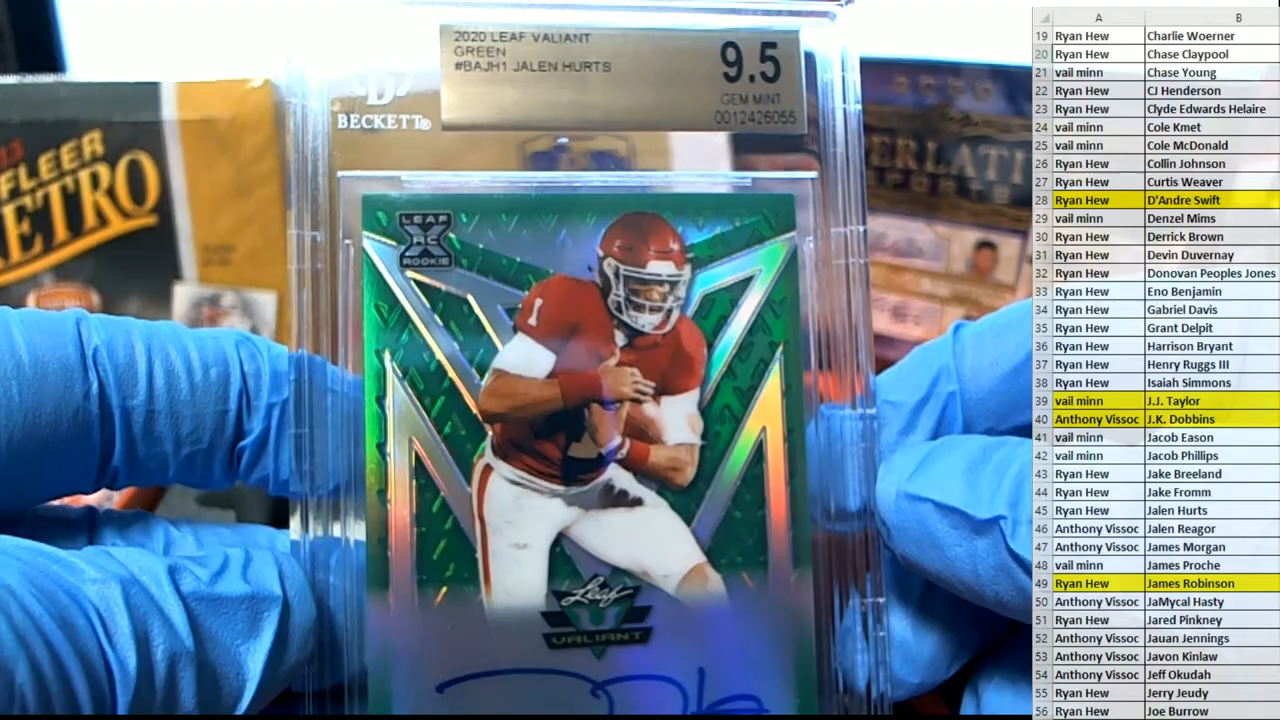 2020 LEAF VALIANT
GREEN
#BAJH1 JALEN HURTS
9.5
GEM MINT
0012426055
BECKETT®
13
FLEER
RETRO
LEAF
X
RC
ROOKIE
1
Leaf
VALIANT
A B
19 Ryan Hew Charlie Woerner
20 Ryan Hew Chase Claypool
21 vail minn Chase Young
22 Ryan Hew CJ Henderson
23 Ryan Hew Clyde Edwards Helaire
24 vail minn Cole Kmet
25 vail minn Cole McDonald
26 Ryan Hew Collin Johnson
27 Ryan Hew Curtis Weaver
28 Ryan Hew D'Andre Swift
29 vail minn Denzel Mims
30 Ryan Hew Derrick Brown
31 Ryan Hew Devin Duvernay
32 Ryan Hew Donovan Peoples Jones
33 Ryan Hew Eno Benjamin
34 Ryan Hew Gabriel Davis
35 Ryan Hew Grant Delpit
36 Ryan Hew Harrison Bryant
37 Ryan Hew Henry Ruggs III
38 Ryan Hew Isaiah Simmons
39 vail minn J.J. Taylor
40 Anthony Vissoc J.K. Dobbins
41 vail minn Jacob Eason
42 vail minn Jacob Phillips
43 Ryan Hew Jake Breeland
44 Ryan Hew Jake Fromm
45 Ryan Hew Jalen Hurts
46 Anthony Vissoc Jalen Reagor
47 Anthony Vissoc James Morgan
48 vail minn James Proche
49 Ryan Hew James Robinson
50 Anthony Vissoc JaMycal Hasty
51 Ryan Hew Jared Pinkney
52 Anthony Vissoc Jauan Jennings
53 Anthony Vissoc Javon Kinlaw
54 Anthony Vissoc Jeff Okudah
55 Ryan Hew Jerry Jeudy
56 Ryan Hew Joe Burrow